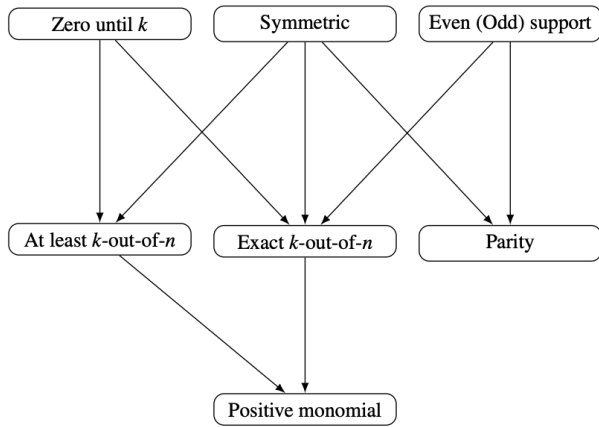 Zero until k
Symmetric
Even (Odd) support
At least k-out-of-n
Exact k-out-of-n
Parity
Positive monomial